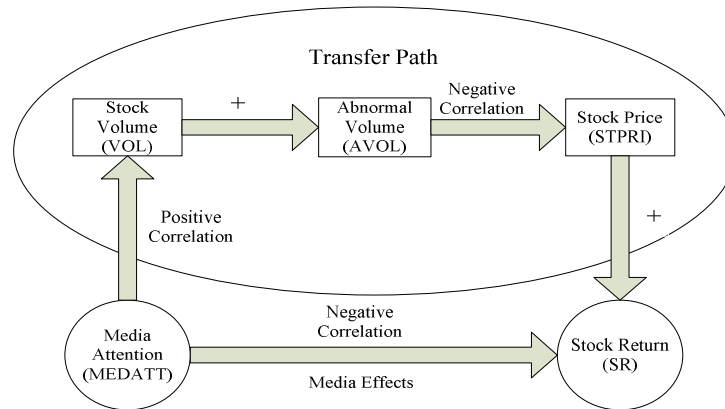 Transfer Path
Stock
Volume
(VOL)
+
Abnormal
Volume
(AVOL)
Negative
Correlation
Stock Price
(STPRI)
Positive
Correlation
+
Media
Attention
(MEDATT)
Negative
Correlation
Media Effects
Stock Return
(SR)